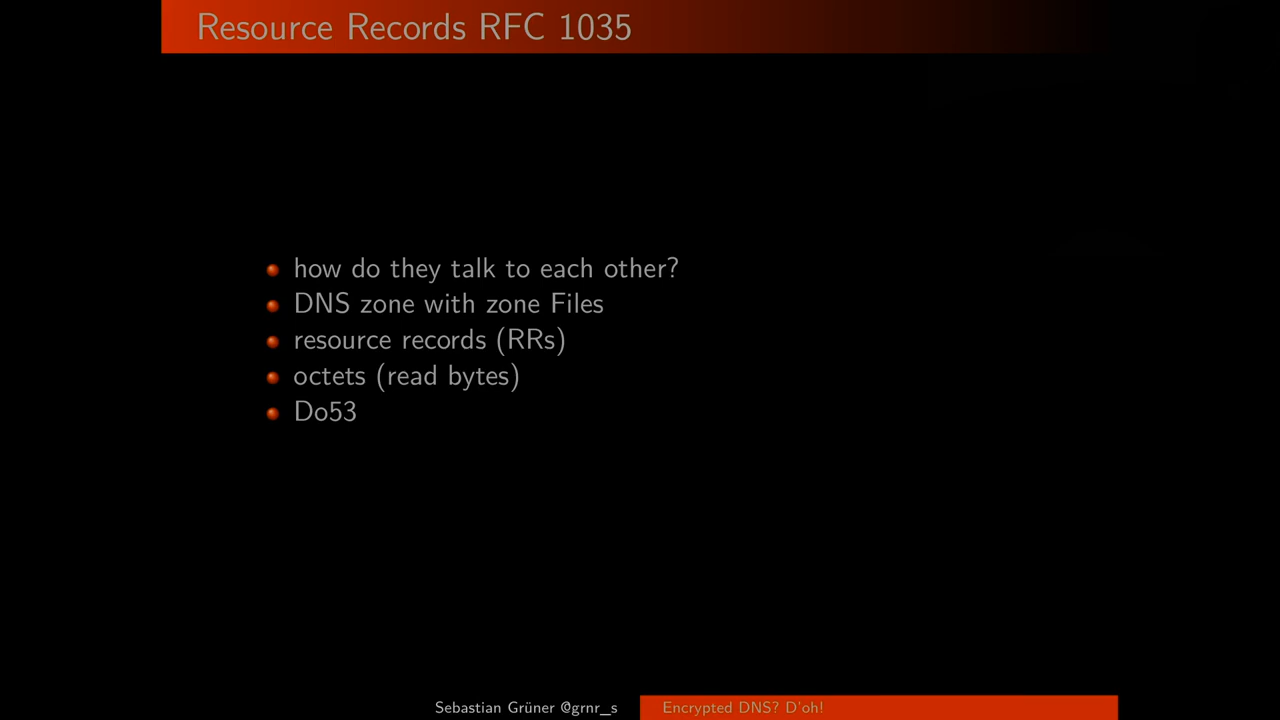 Resource Records RFC 1035
how do they talk to each other?
DNS zone with zone Files
resource records (RRs)
octets (read bytes)
Do53
Sebastian Grüner @grnr_s
Encrypted DNS? D'oh!